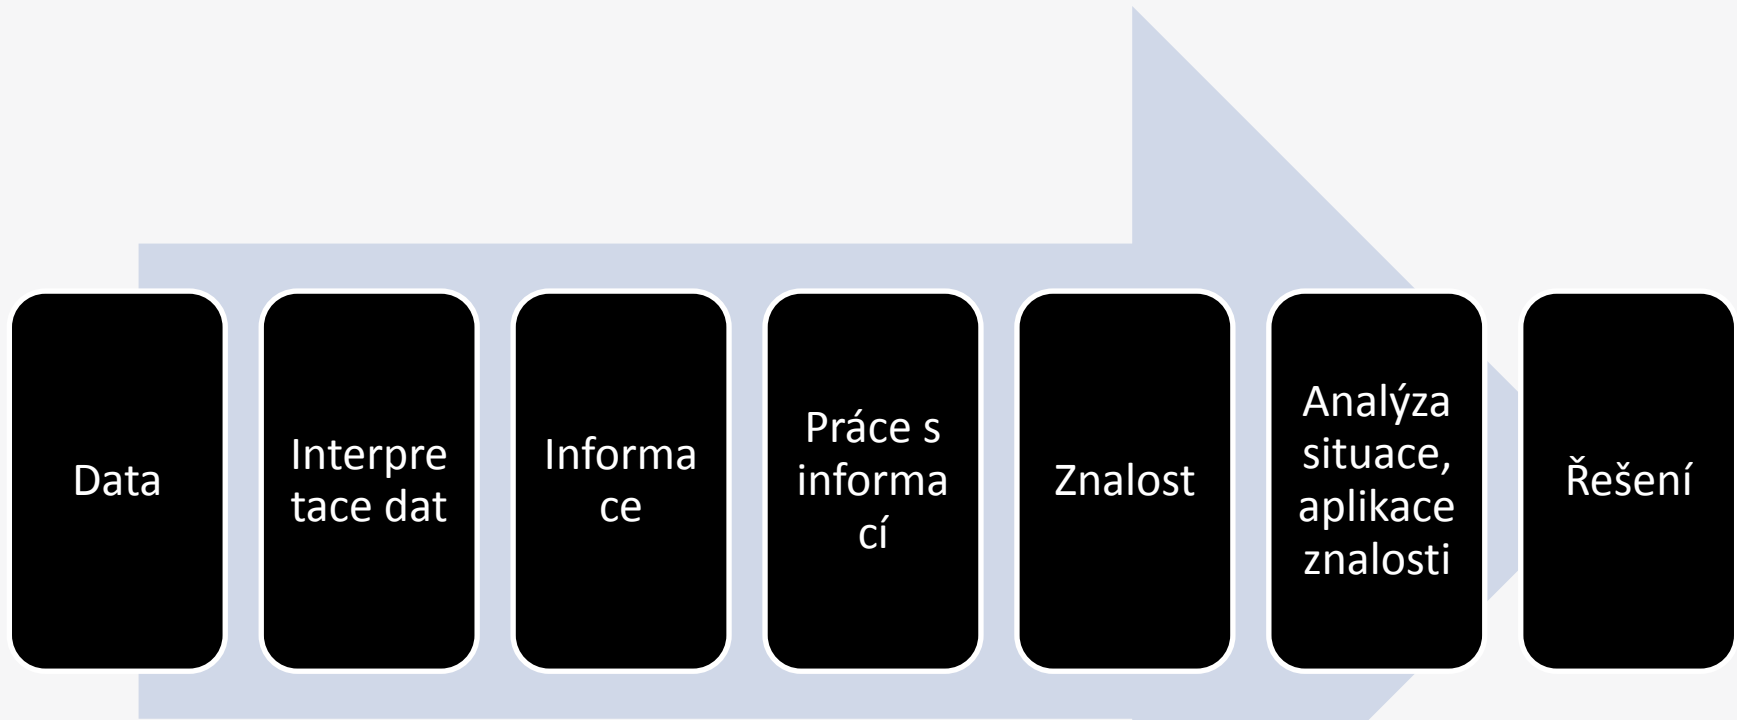 Data
Interpre
tace dat
Informa
ce
Práce s
informa
cí
Znalost
Analýza
situace,
aplikace
znalosti
Řešení